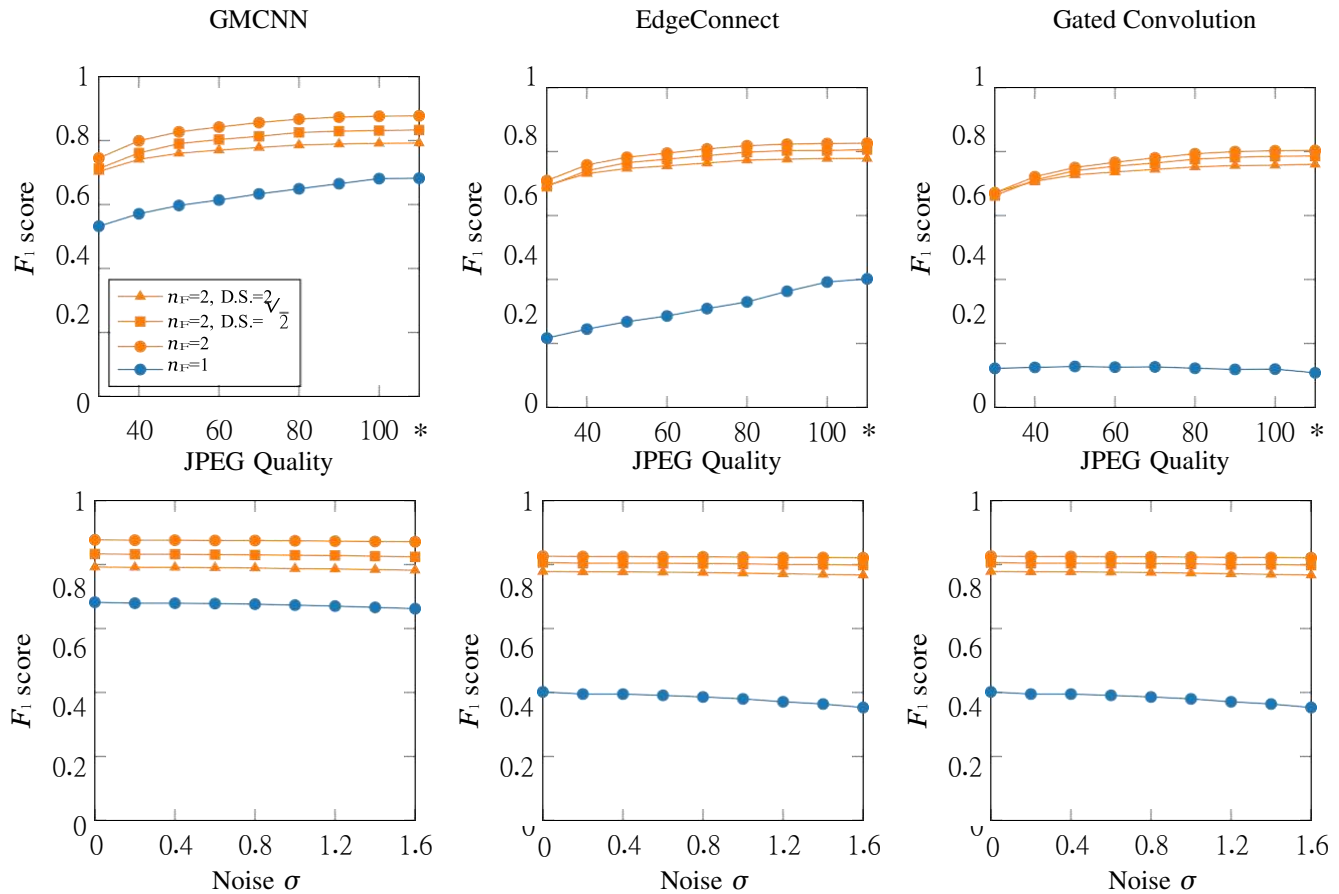 GMCNN
EdgeConnect
Gated Convolution
1
0.8
0.6
0.4
0.2
0
F₁ score
n_F=2, D.S.=2
n_F=2, D.S.=√2
n_F=2
n_F=1
40 60 80 100 *
JPEG Quality
1
0.8
0.6
0.4
0.2
0
F₁ score
40 60 80 100 *
JPEG Quality
1
0.8
0.6
0.4
0.2
0
F₁ score
40 60 80 100 *
JPEG Quality
1
0.8
0.6
0.4
0.2
0
F₁ score
0 0.4 0.8 1.2 1.6
Noise σ
1
0.8
0.6
0.4
0.2
0
F₁ score
0 0.4 0.8 1.2 1.6
Noise σ
1
0.8
0.6
0.4
0.2
0
F₁ score
0 0.4 0.8 1.2 1.6
Noise σ